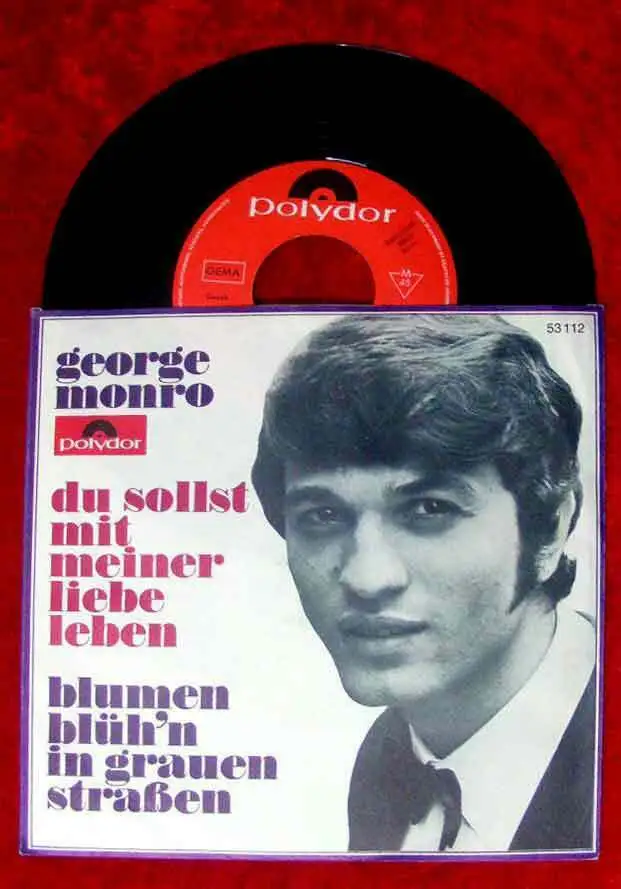 polydor
GEMA
M
45
53112
george
monro
polydor
du sollst
mit
meiner
liebe
leben
blumen
blüh'n
in grauen
straßen